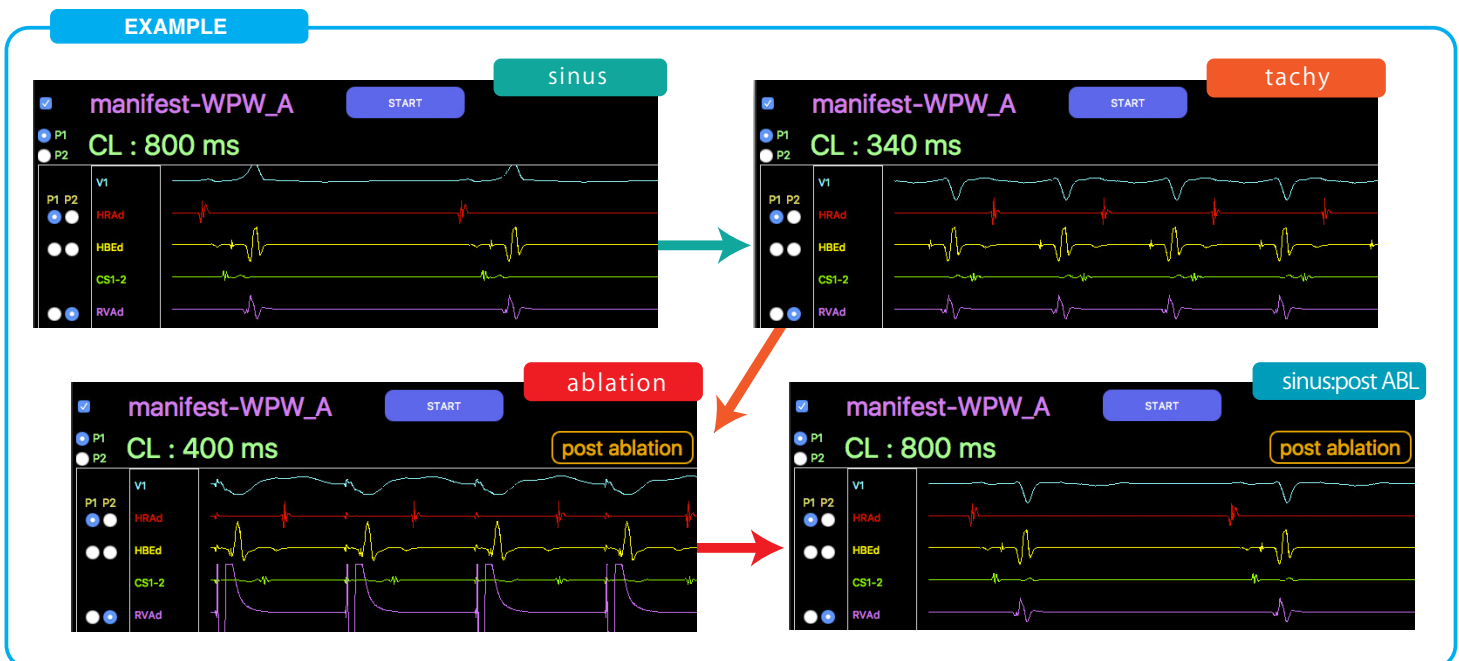 EXAMPLE
sinus
manifest-WPW_A
START
P1
P2
CL : 800 ms
V1
P1 P2
HRAd
HBEd
CS1-2
RVAd
tachy
manifest-WPW_A
START
P1
P2
CL : 340 ms
V1
P1 P2
HRAd
HBEd
CS1-2
RVAd
ablation
manifest-WPW_A
START
P1
P2
CL : 400 ms
post ablation
V1
P1 P2
HRAd
HBEd
CS1-2
RVAd
sinus:post ABL
manifest-WPW_A
START
P1
P2
CL : 800 ms
post ablation
V1
P1 P2
HRAd
HBEd
CS1-2
RVAd